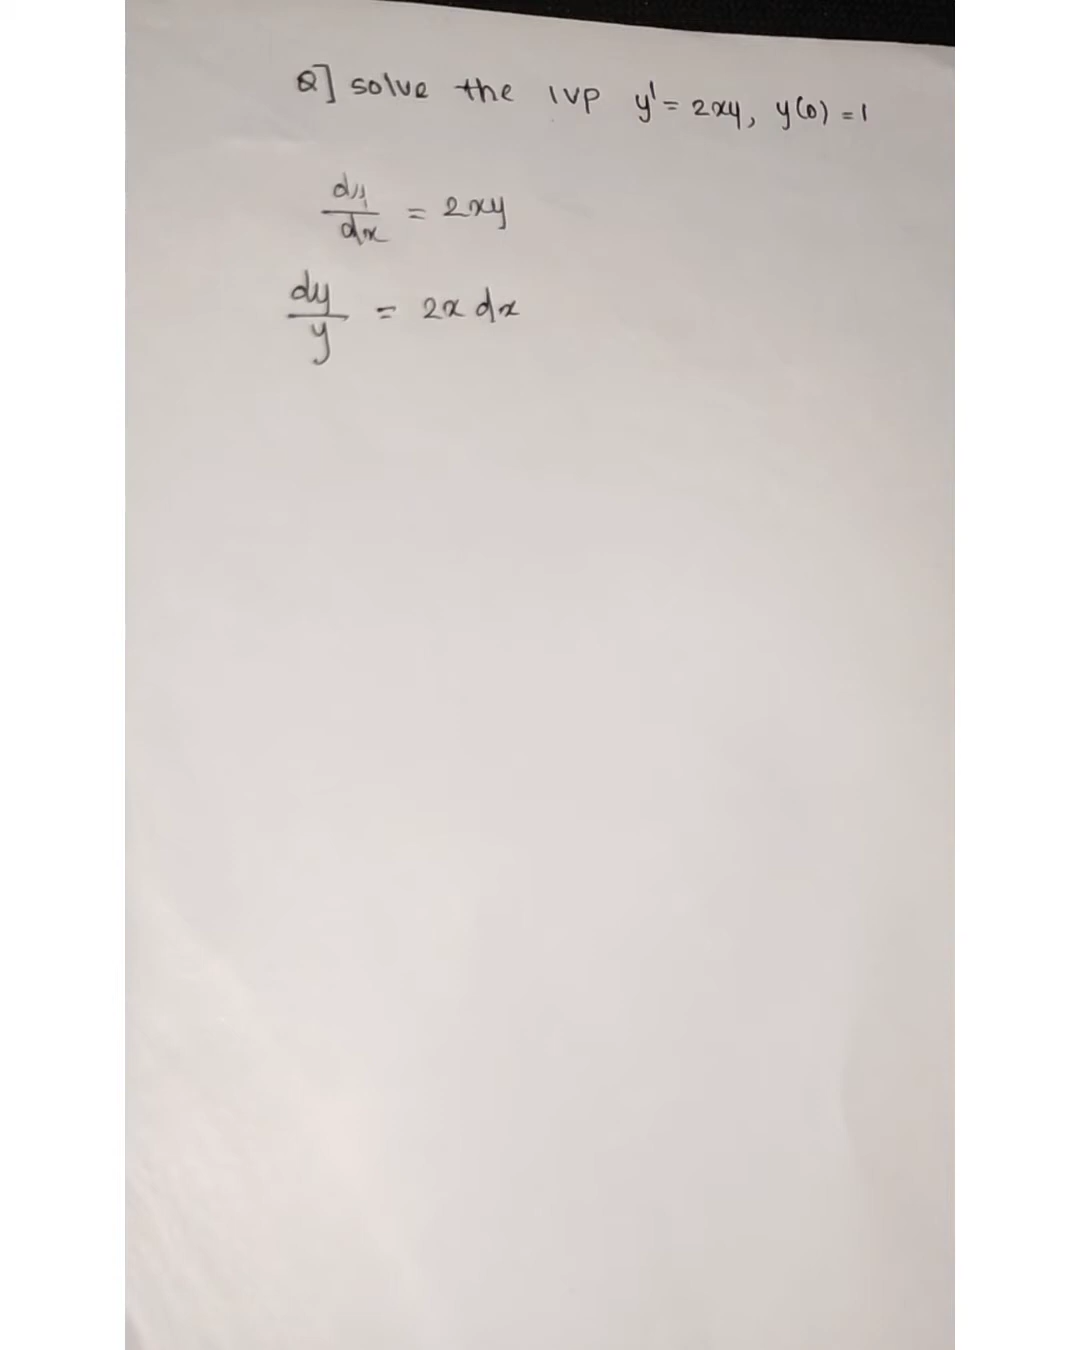 Q] solve the IVP y' = 2xy, y(0) = 1
dy/dx = 2xy
dy/y = 2x dx